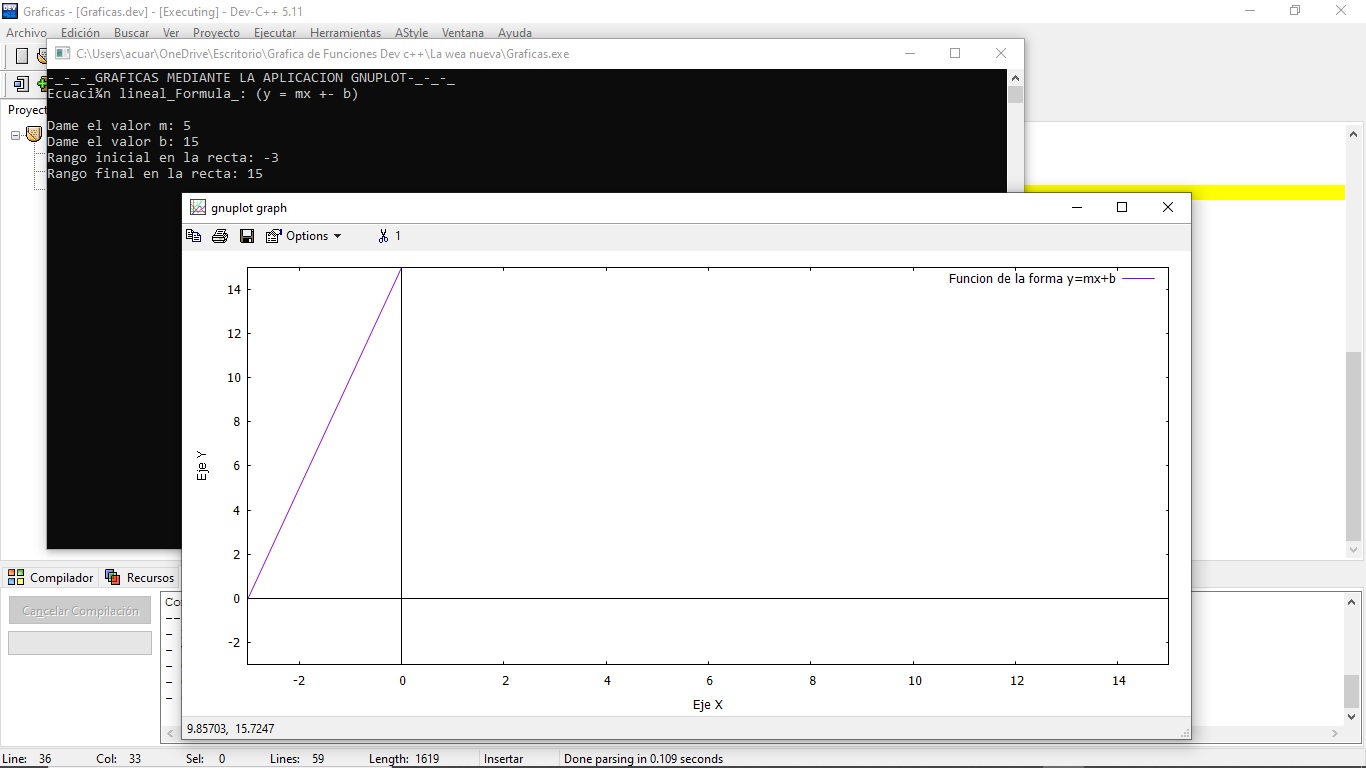 Graficas - [Graficas.dev] - [Executing] - Dev-C++ 5.11
Archivo Edición Buscar Ver Proyecto Ejecutar Herramientas AStyle Ventana Ayuda
C:\Users\acuar\OneDrive\Escritorio\Grafica de Funciones Dev c++\La wea nueva\Graficas.exe
-_-_-_GRAFICAS MEDIANTE LA APLICACION GNUPLOT-_-_-_
Ecuaci¾n lineal_Formula_: (y = mx +- b)
Dame el valor m: 5
Dame el valor b: 15
Rango inicial en la recta: -3
Rango final en la recta: 15
gnuplot graph
Options 1
Funcion de la forma y=mx+b
14
12
10
8
6
4
2
0
-2
Eje Y
-2 0 2 4 6 8 10 12 14
Eje X
9.85703, 15.7247
Compilador Recursos
Cancelar Compilación
Line: 36 Col: 33 Sel: 0 Lines: 59 Length: 1619 Insertar Done parsing in 0.109 seconds